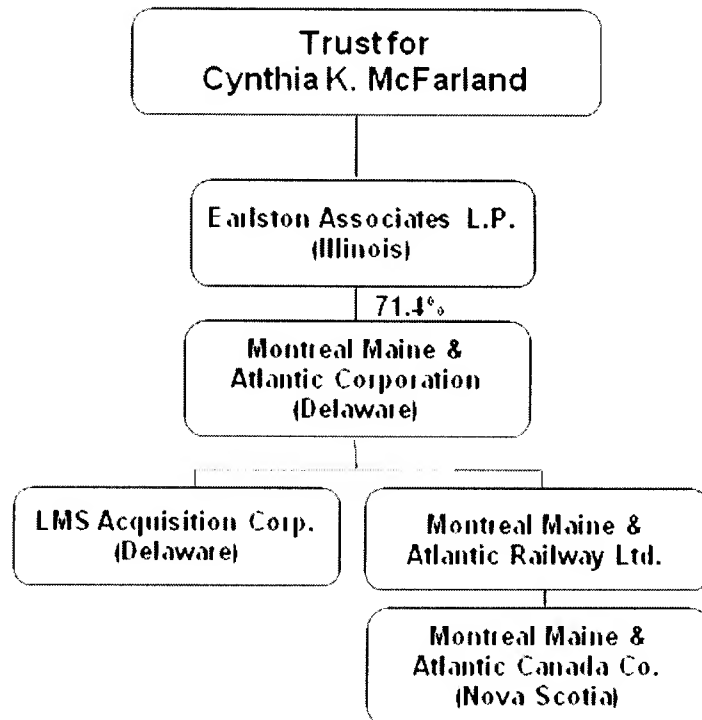 Trust for
Cynthia K. McFarland
Earlston Associates L.P.
(Illinois)
71.4%
Montreal Maine &
Atlantic Corporation
(Delaware)
LMS Acquisition Corp.
(Delaware)
Montreal Maine &
Atlantic Railway Ltd.
Montreal Maine &
Atlantic Canada Co.
(Nova Scotia)